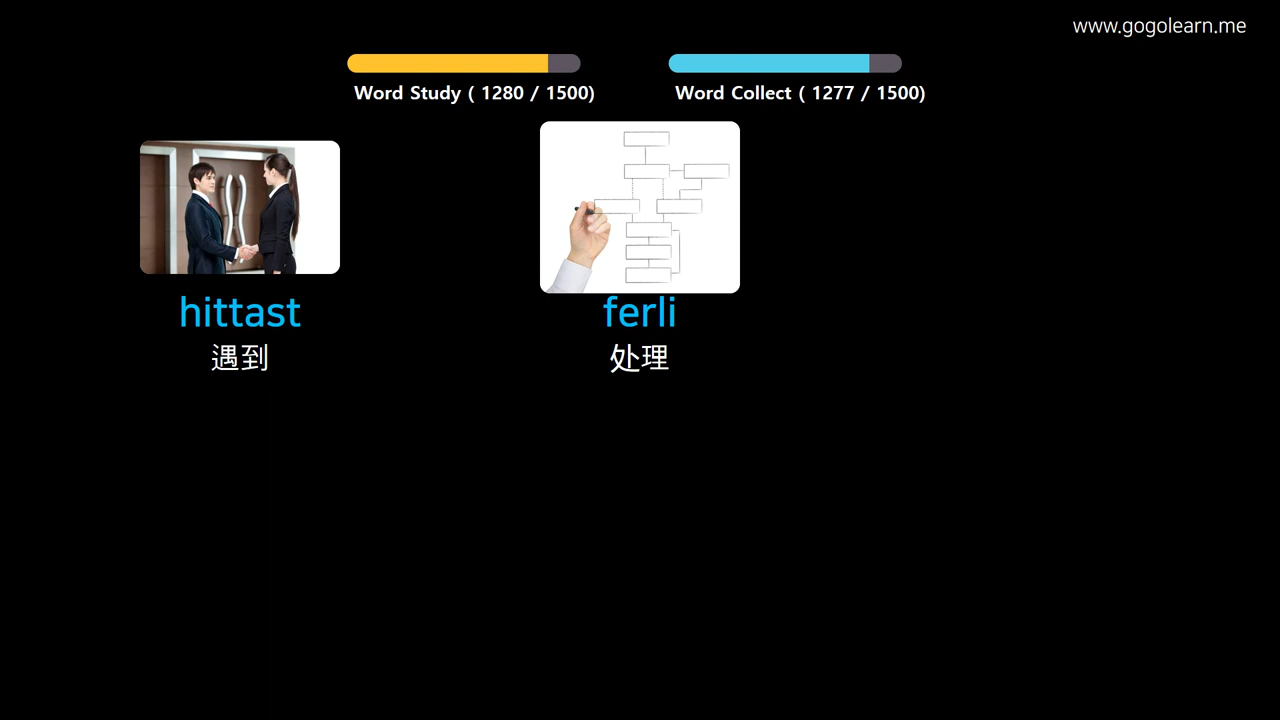 www.gogolearn.me
Word Study ( 1280 / 1500)
Word Collect ( 1277 / 1500)
hittast
遇到
ferli
处理